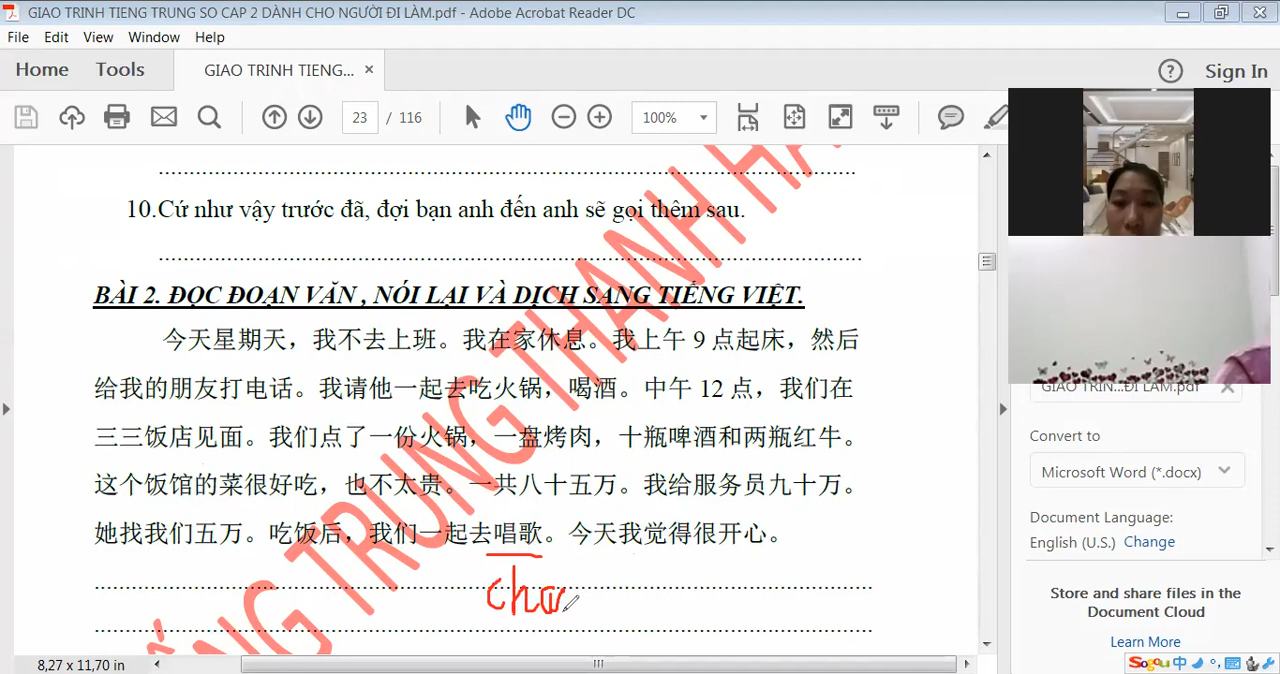 GIAO TRINH TIENG TRUNG SO CAP 2 DÀNH CHO NGƯỜI ĐI LÀM.pdf - Adobe Acrobat Reader DC
File Edit View Window Help
Home Tools GIAO TRINH TIENG... × ? Sign In
23 / 116 100%
10.Cứ như vậy trước đã, đợi bạn anh đến anh sẽ gọi thêm sau.
BÀI 2. ĐỌC ĐOẠN VĂN , NÓI LẠI VÀ DỊCH SANG TIẾNG VIỆT.
今天星期天，我不去上班。我在家休息。我上午 9 点起床，然后
给我的朋友打电话。我请他一起去吃火锅，喝酒。中午 12 点，我们在
三三饭店见面。我们点了一份火锅，一盘烤肉，十瓶啤酒和两瓶红牛。
这个饭馆的菜很好吃，也不太贵。一共八十五万。我给服务员九十万。
她找我们五万。吃饭后，我们一起去唱歌。今天我觉得很开心。
cha
TRUNG THANH
8,27 x 11,70 in
Convert to
Microsoft Word (*.docx)
Document Language:
English (U.S.) Change
Store and share files in the
Document Cloud
Learn More
Sogou 中